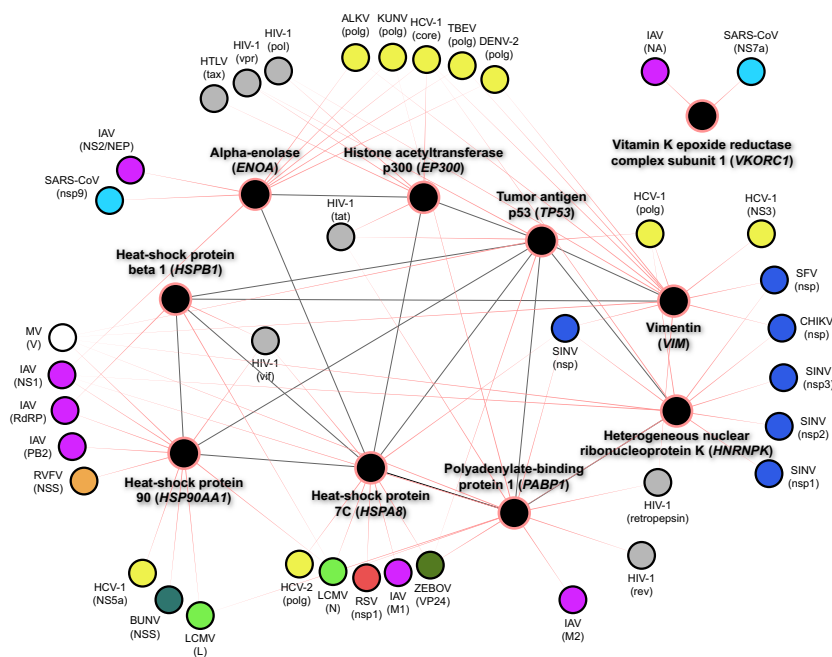 ALKV
(polg)
KUNV
(polg)
HCV-1
(core)
TBEV
(polg)
DENV-2
(polg)
HIV-1
(pol)
HIV-1
(vpr)
HTLV
(tax)
IAV
(NA)
SARS-CoV
(NS7a)
IAV
(NS2/NEP)
SARS-CoV
(nsp9)
Alpha-enolase
(ENOA)
Histone acetyltransferase
p300 (EP300)
Vitamin K epoxide reductase
complex subunit 1 (VKORC1)
Tumor antigen
p53 (TP53)
HIV-1
(tat)
HCV-1
(polg)
HCV-1
(NS3)
Heat-shock protein
beta 1 (HSPB1)
SFV
(nsp)
MV
(V)
HIV-1
(vif)
SINV
(nsp)
Vimentin
(VIM)
CHIKV
(nsp)
IAV
(NS1)
SINV
(nsp3)
IAV
(RdRP)
SINV
(nsp2)
IAV
(PB2)
Heterogeneous nuclear
ribonucleoprotein K (HNRNPK)
RVFV
(NSS)
Heat-shock protein
90 (HSP90AA1)
Heat-shock protein
7C (HSPA8)
Polyadenylate-binding
protein 1 (PABP1)
SINV
(nsp1)
HIV-1
(retropepsin)
HCV-1
(NS5a)
BUNV
(NSS)
LCMV
(L)
HCV-2
(polg)
LCMV
(N)
RSV
(nsp1)
IAV
(M1)
ZEBOV
(VP24)
HIV-1
(rev)
IAV
(M2)